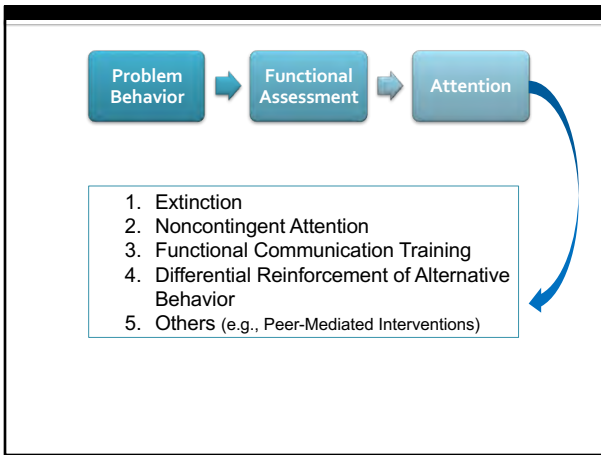 Problem
Behavior
Functional
Assessment
Attention
1. Extinction
2. Noncontingent Attention
3. Functional Communication Training
4. Differential Reinforcement of Alternative
Behavior
5. Others (e.g., Peer-Mediated Interventions)